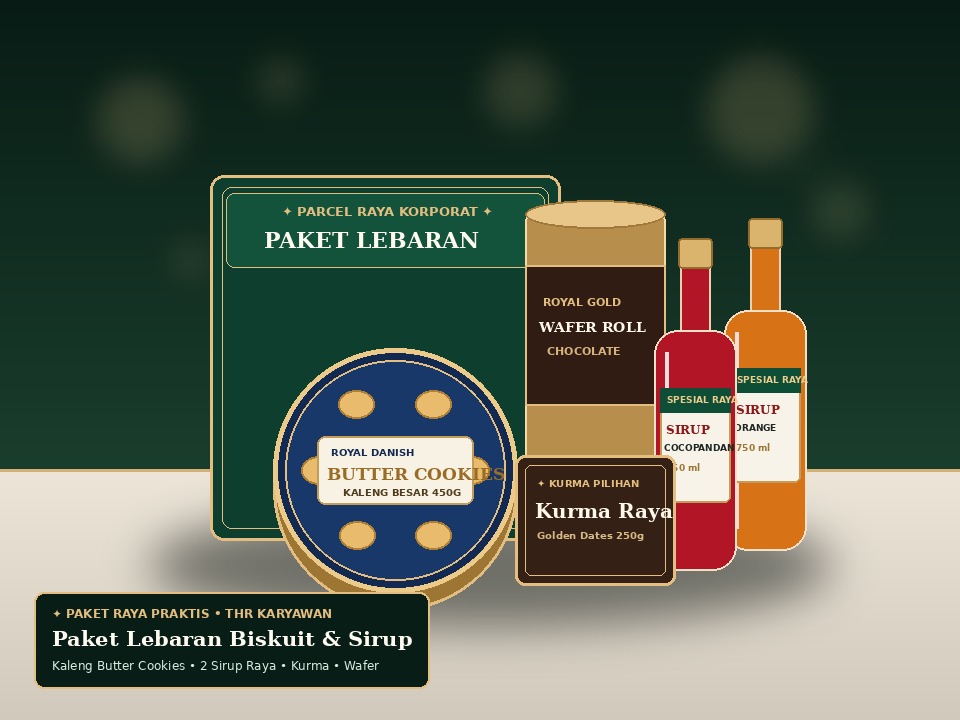 ✦ PARCEL RAYA KORPORAT ✦
PAKET LEBARAN
ROYAL GOLD
WAFER ROLL
CHOCOLATE
SPESIAL RAYA
SIRUP
ORANGE
750 ml
SPESIAL RAYA
SIRUP
COCOPANDAN
50 ml
ROYAL DANISH
BUTTER COOKIES
KALENG BESAR 450G
✦ KURMA PILIHAN
Kurma Raya
Golden Dates 250g
✦ PAKET RAYA PRAKTIS • THR KARYAWAN
Paket Lebaran Biskuit & Sirup
Kaleng Butter Cookies • 2 Sirup Raya • Kurma • Wafer